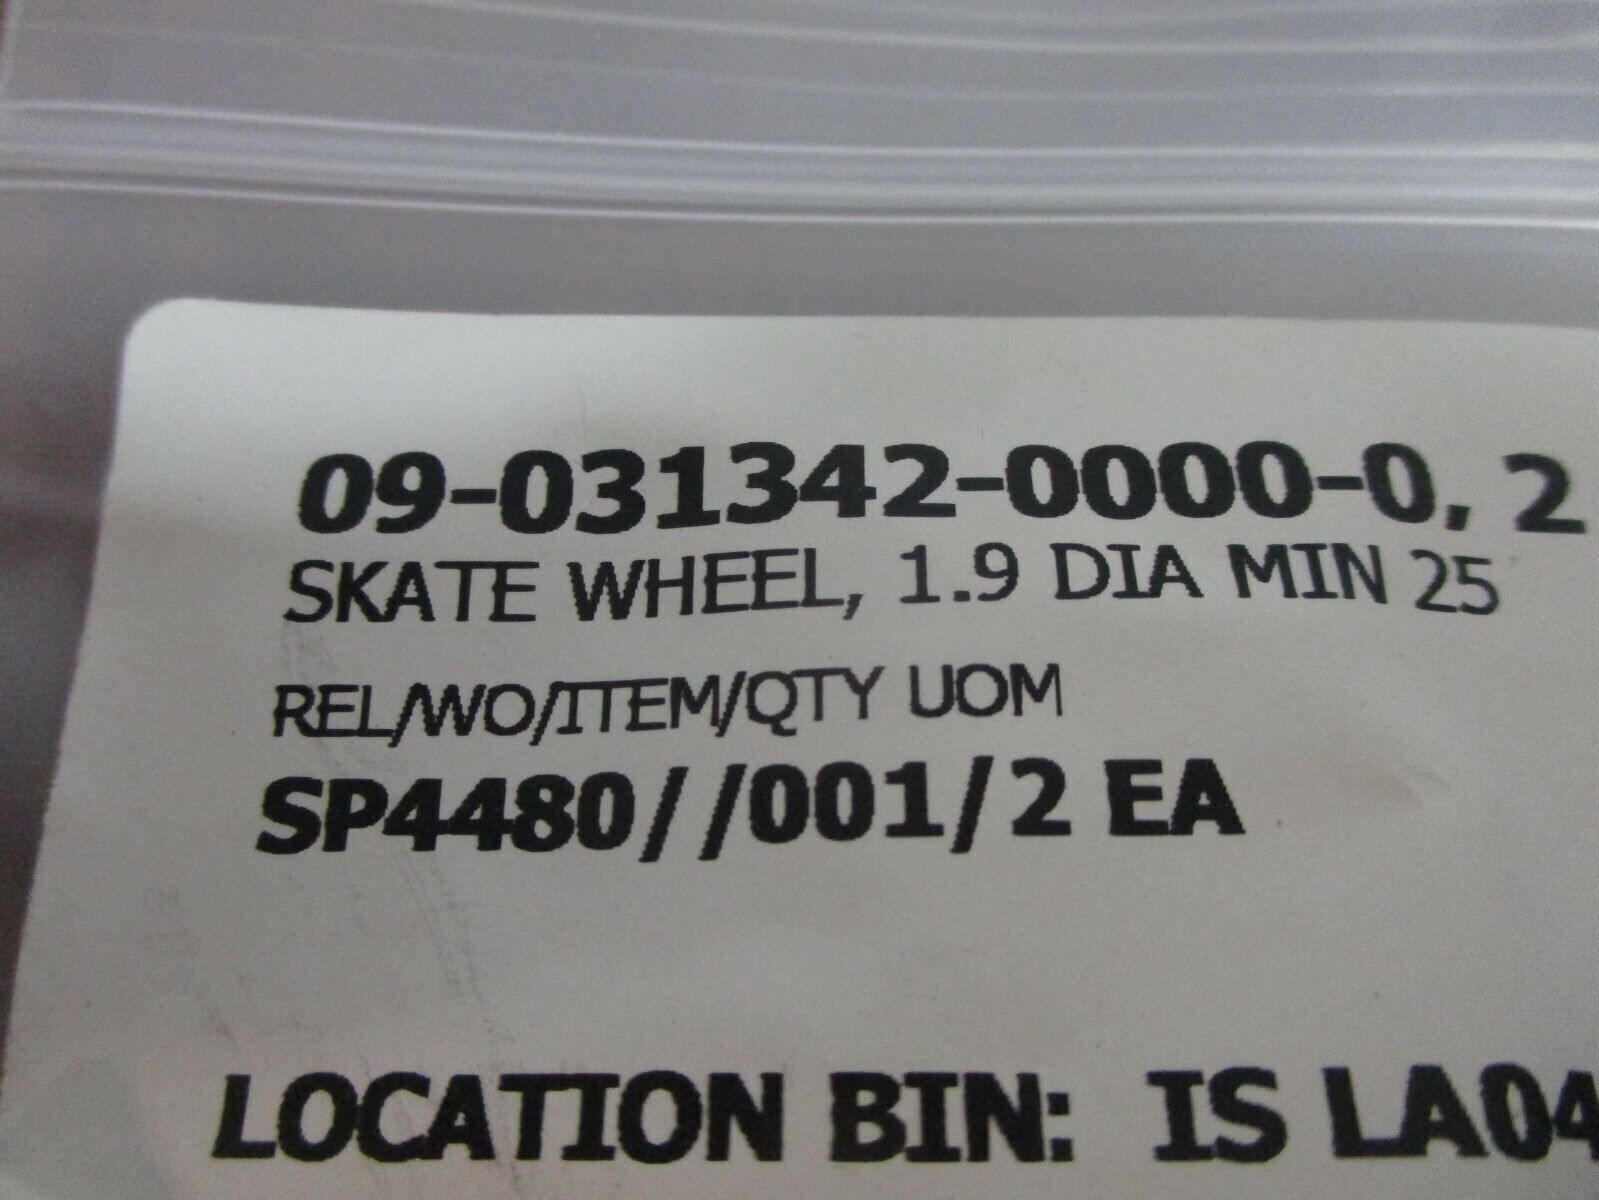 09-031342-0000-0, 2
SKATE WHEEL, 1.9 DIA MIN 25
REL/WO/ITEM/QTY UOM
SP4480//001/2 EA
LOCATION BIN: IS LA04